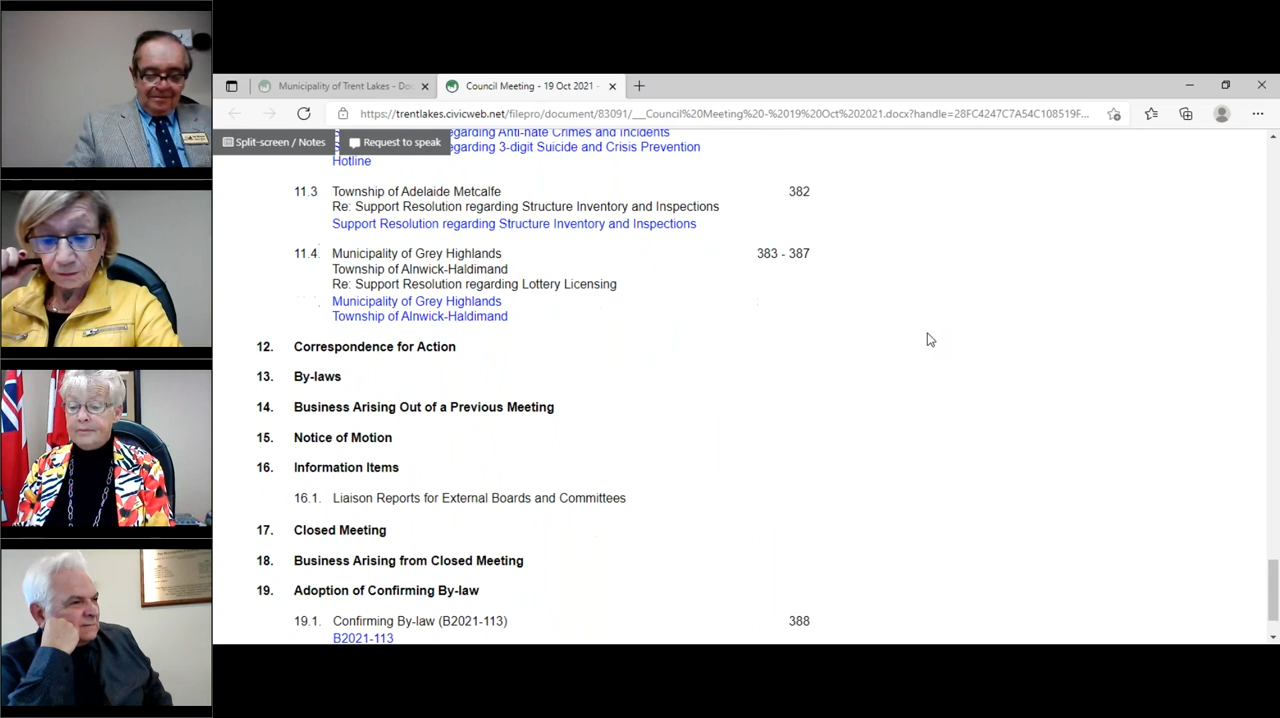 Municipality of Trent Lakes - Doc
Council Meeting - 19 Oct 2021 -
https://trentlakes.civicweb.net/filepro/document/83091/___Council%20Meeting%20-%2019%20Oct%202021.docx?handle=28FC4247C7A54C108519F...
Split-screen / Notes
Request to speak
egarding Anti-hate Crimes and Incidents
egarding 3-digit Suicide and Crisis Prevention
Hotline
11.3 Township of Adelaide Metcalfe 382
Re: Support Resolution regarding Structure Inventory and Inspections
Support Resolution regarding Structure Inventory and Inspections
11.4. Municipality of Grey Highlands 383 - 387
Township of Alnwick-Haldimand
Re: Support Resolution regarding Lottery Licensing
Municipality of Grey Highlands
Township of Alnwick-Haldimand
12. Correspondence for Action
13. By-laws
14. Business Arising Out of a Previous Meeting
15. Notice of Motion
16. Information Items
16.1. Liaison Reports for External Boards and Committees
17. Closed Meeting
18. Business Arising from Closed Meeting
19. Adoption of Confirming By-law
19.1. Confirming By-law (B2021-113) 388
B2021-113